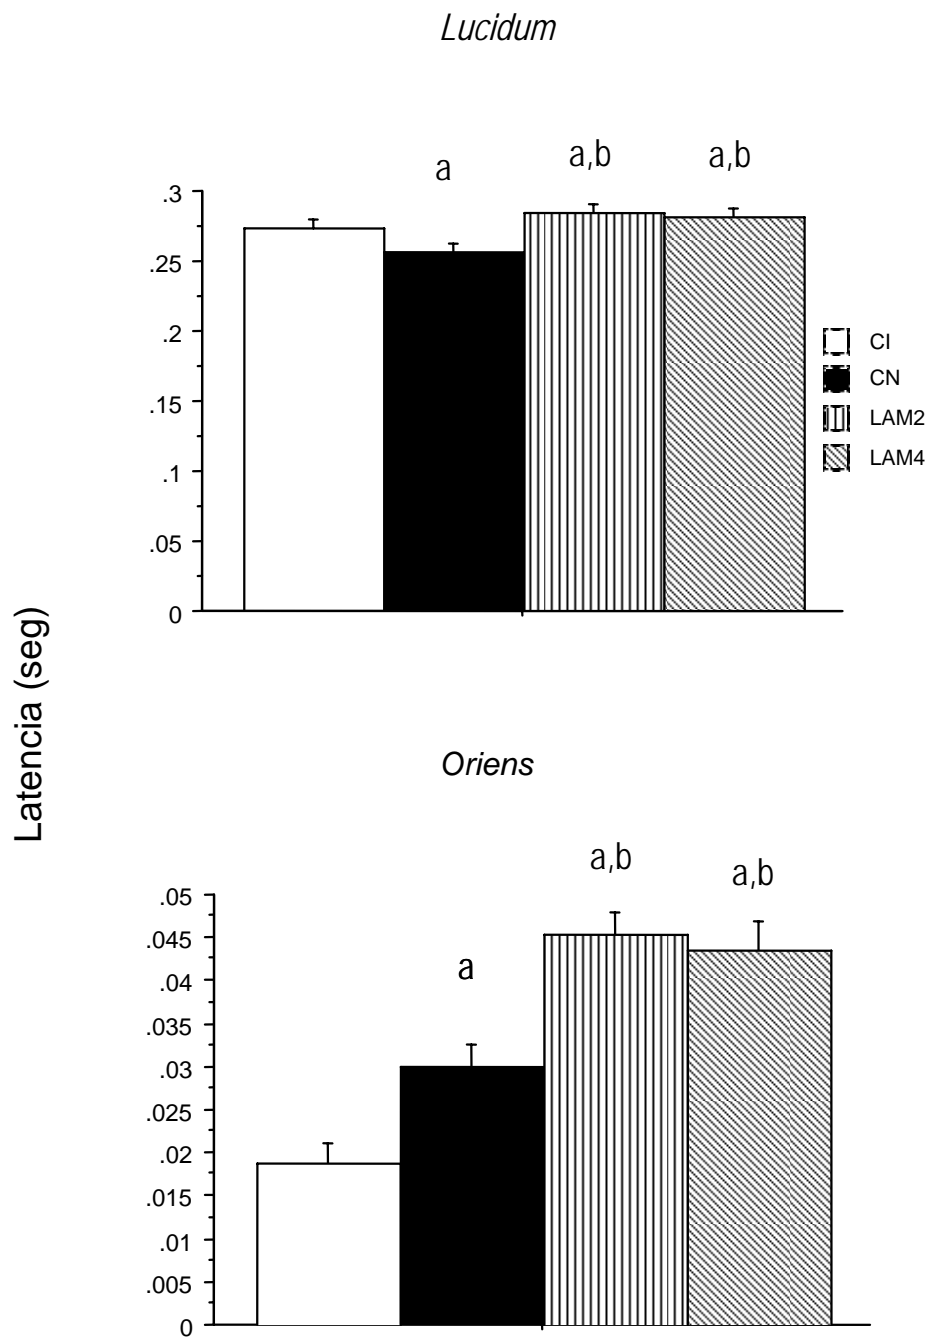 Lucidum
a
a,b
a,b
.3
.25
.2
.15
.1
.05
0
CI
CN
LAM2
LAM4
Latencia (seg)
Oriens
a,b
a,b
a
.05
.045
.04
.035
.03
.025
.02
.015
.01
.005
0